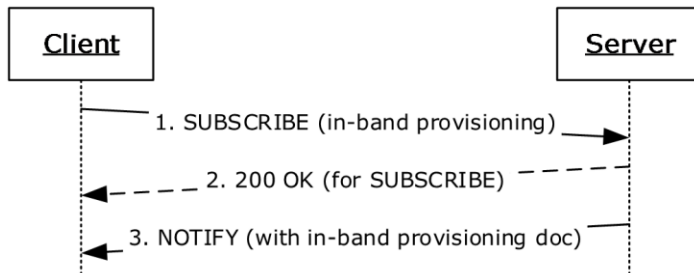 Client
Server
1. SUBSCRIBE (in-band provisioning)
2. 200 OK (for SUBSCRIBE)
3. NOTIFY (with in-band provisioning doc)